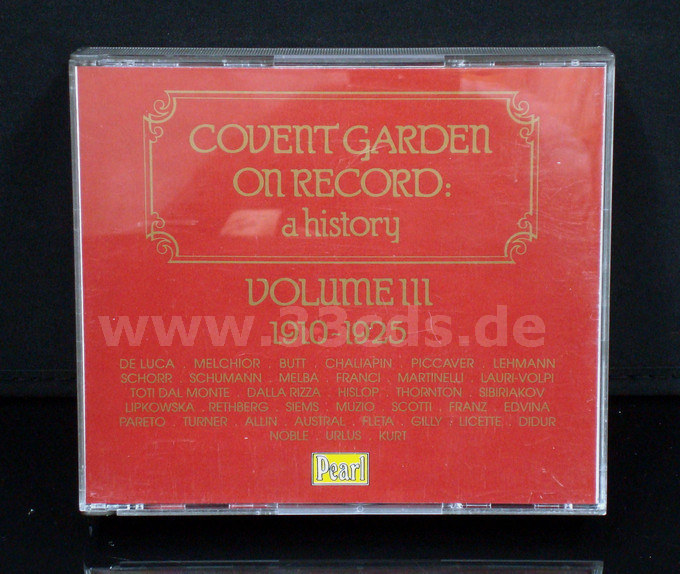 COVENT GARDEN
ON RECORD:
a history
VOLUME III
www.33cds.de
1910-1925
DE LUCA . MELCHIOR . BUTT . CHALIAPIN . PICCAVER . LEHMANN
SCHORR . SCHUMANN . MELBA . FRANCI . MARTINELLI . LAURI-VOLPI
TOTI DAL MONTE . DALLA RIZZA . HISLOP . THORNTON . SIBIRIAKOV
LIPKOWSKA . RETHBERG . SIEMS . MUZIO . SCOTTI . FRANZ . EDVINA
PARETO . TURNER . ALLIN . AUSTRAL . FLETA . GILLY . LICETTE . DIDUR
NOBLE . URLUS . KURT
Pearl